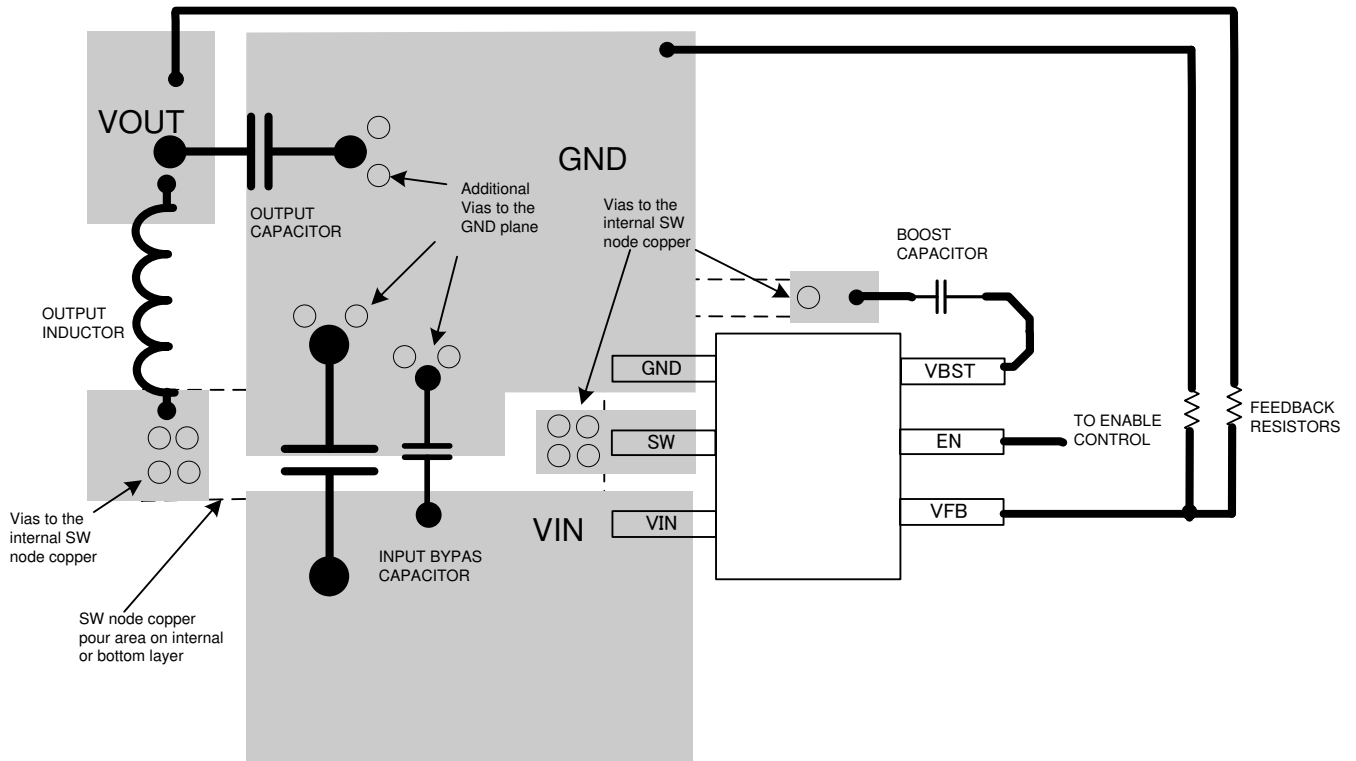 VOUT
GND
Additional
Vias to the
GND plane
Vias to the
internal SW
node copper
OUTPUT
CAPACITOR
BOOST
CAPACITOR
OUTPUT
INDUCTOR
GND
VBST
SW
EN
TO ENABLE
CONTROL
FEEDBACK
RESISTORS
VIN
VIN
VFB
Vias to the
internal SW
node copper
INPUT BYPAS
CAPACITOR
SW node copper
pour area on internal
or bottom layer